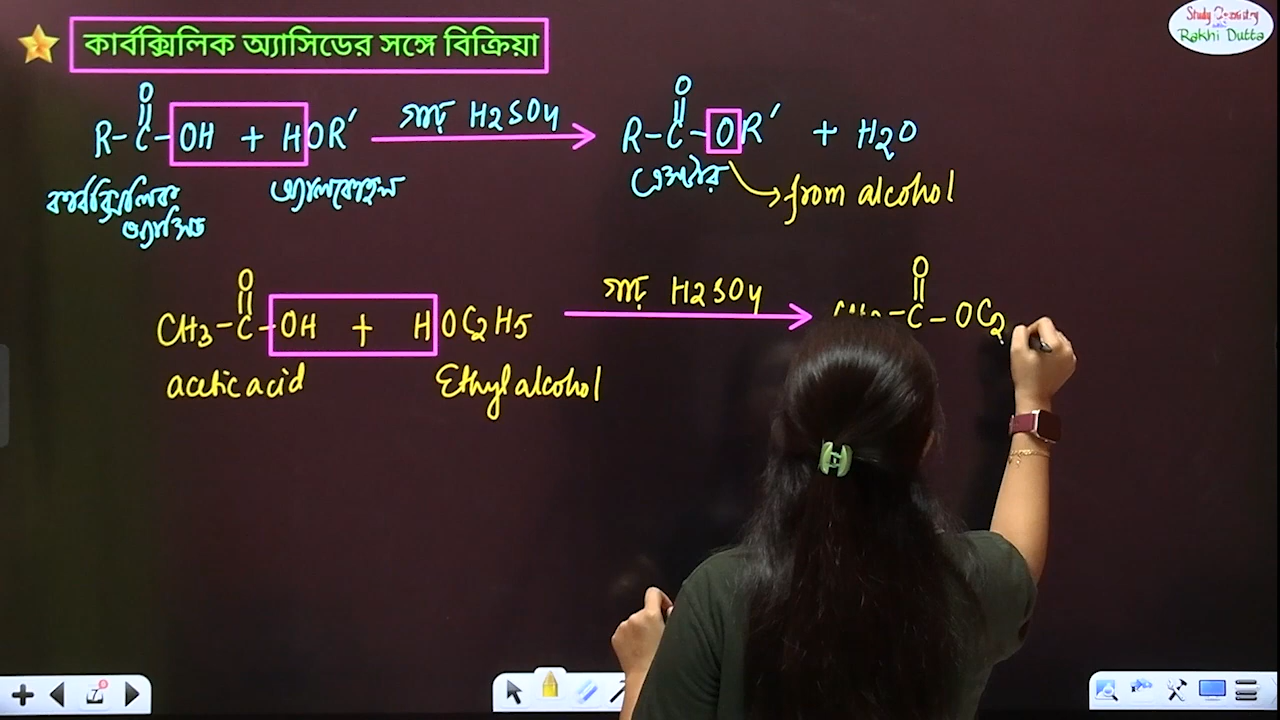 কার্বক্সিলিক অ্যাসিডের সঙ্গে বিক্রিয়া
Study Chemistry
Rakhi Dutta
O
R-C-OH + HOR′ গাঢ় H2SO4 R-C-OR′ + H2O
কার্বক্সিলিক অ্যাসিড অ্যালকোহল এস্টার from alcohol
O
CH3-C-OH + HOC2H5 গাঢ় H2SO4 C-OC2
acetic acid Ethyl alcohol